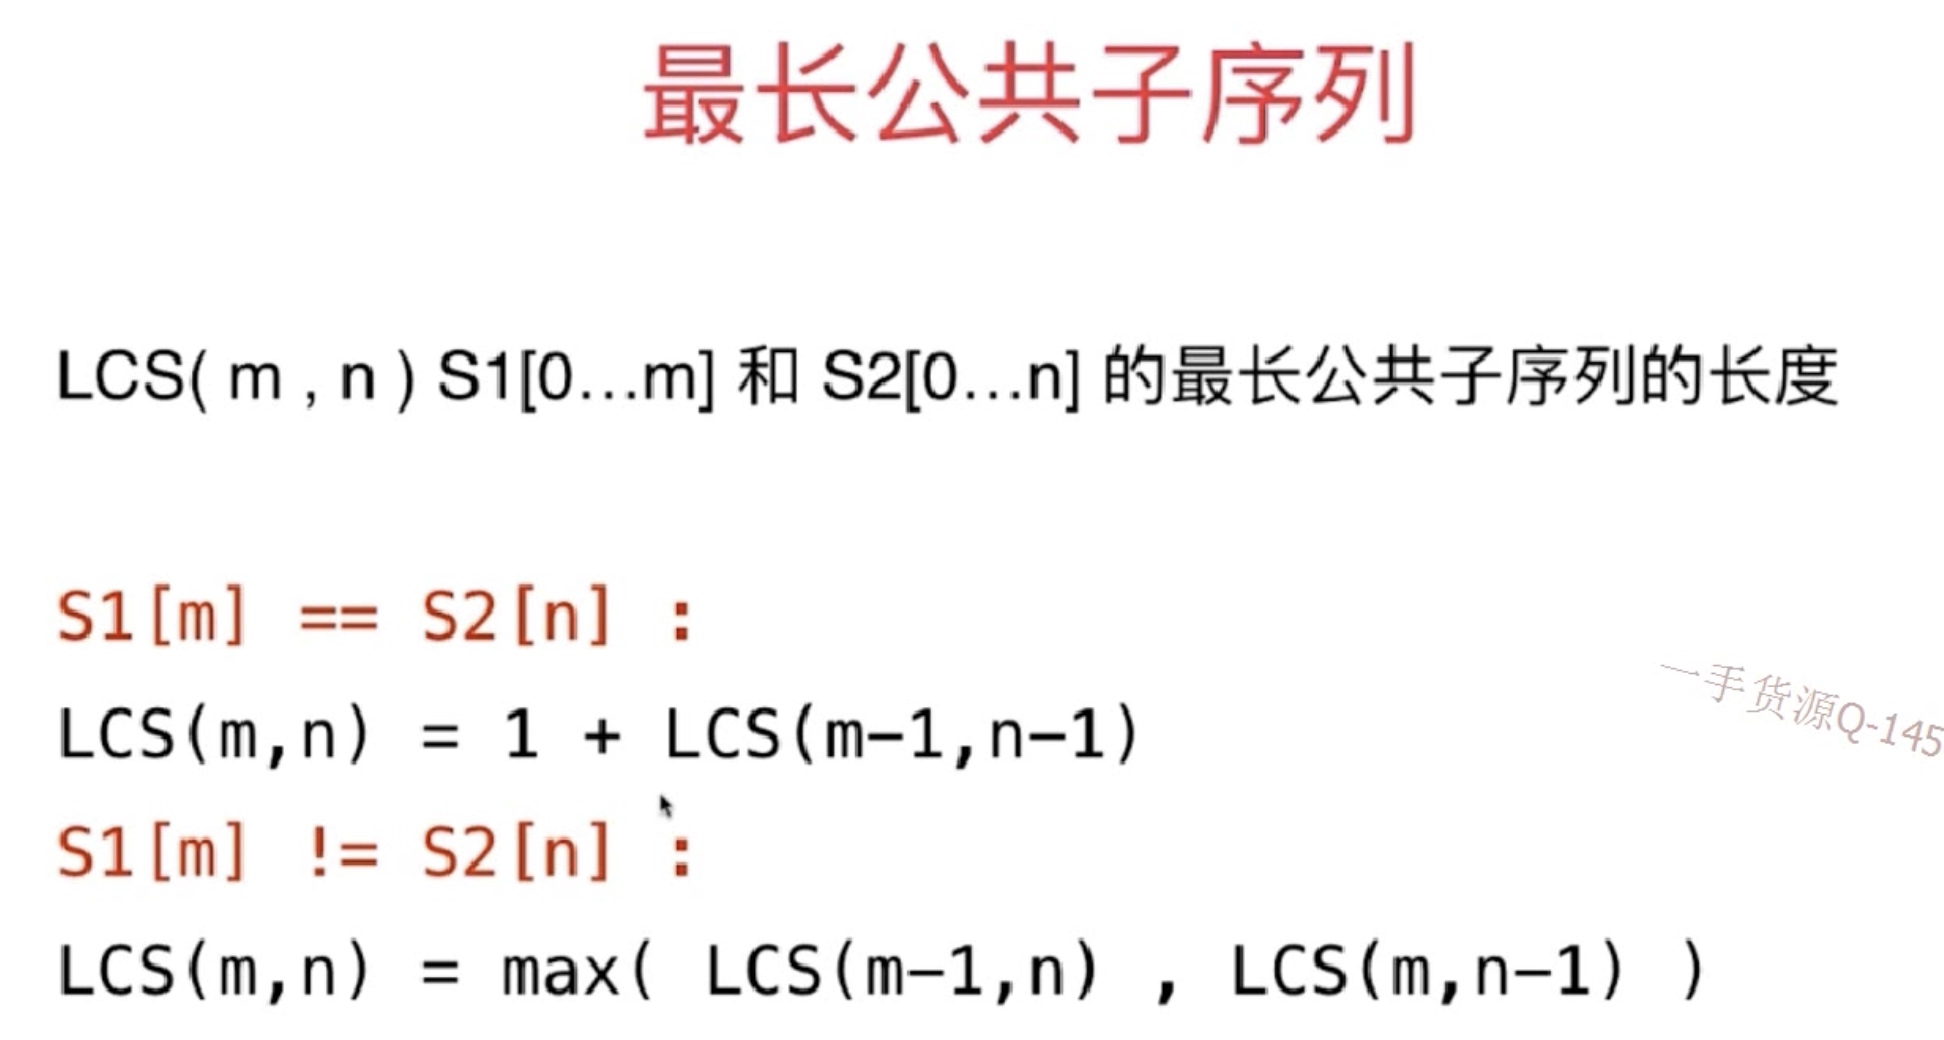 最长公共子序列
LCS( m , n ) S1[0...m] 和 S2[0...n] 的最长公共子序列的长度
S1[m] == S2[n] :
LCS(m,n) = 1 + LCS(m-1,n-1)
一手货源Q-145
S1[m] != S2[n] :
LCS(m,n) = max( LCS(m-1,n) , LCS(m,n-1) )